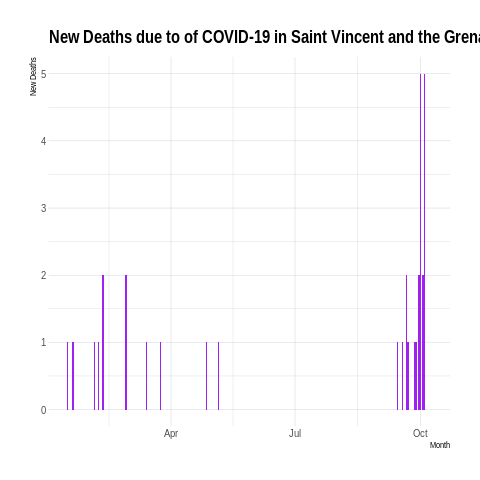 New Deaths due to of COVID-19 in Saint Vincent and the Grena
New Deaths
5
4
3
2
1
0
Apr
Jul
Oct
Month